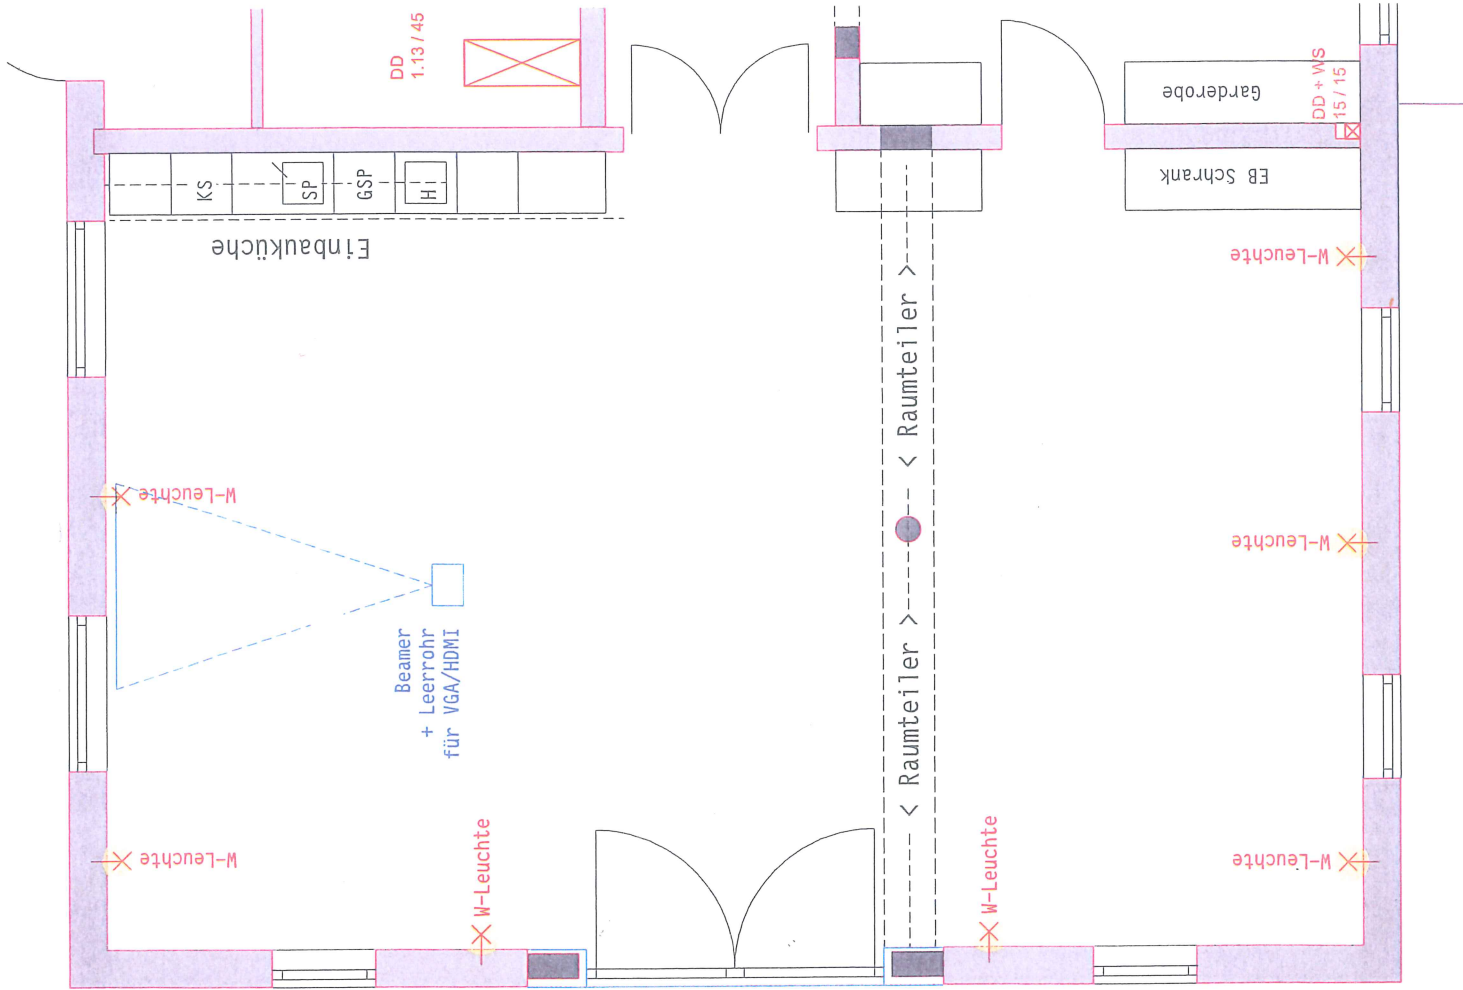 DD
1.13 / 45
Garderobe
DD + WS
15 / 15
KS
SP
GSP
H
EB Schrank
Einbauküche
W-Leuchte
< Raumteiler >
W-Leuchte
W-Leuchte
Beamer
+ Leerrohr
für VGA/HDMI
< Raumteiler >
W-Leuchte
W-Leuchte
W-Leuchte
W-Leuchte